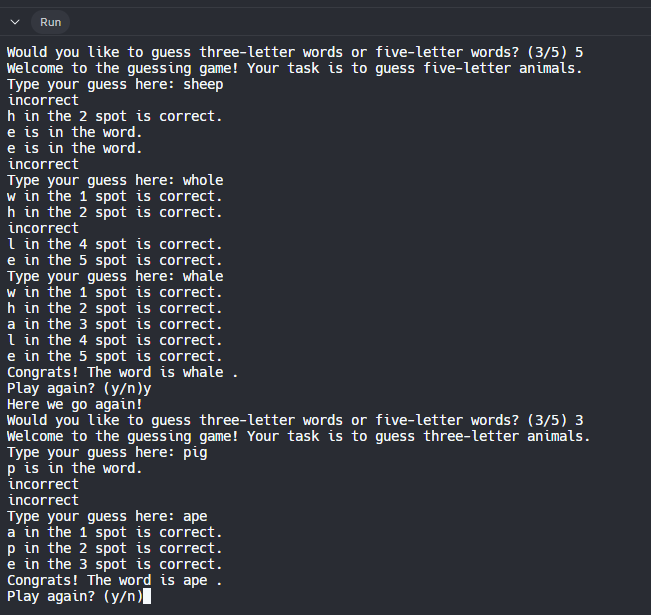 Run
Would you like to guess three-letter words or five-letter words? (3/5) 5
Welcome to the guessing game! Your task is to guess five-letter animals.
Type your guess here: sheep
incorrect
h in the 2 spot is correct.
e is in the word.
e is in the word.
incorrect
Type your guess here: whole
w in the 1 spot is correct.
h in the 2 spot is correct.
incorrect
l in the 4 spot is correct.
e in the 5 spot is correct.
Type your guess here: whale
w in the 1 spot is correct.
h in the 2 spot is correct.
a in the 3 spot is correct.
l in the 4 spot is correct.
e in the 5 spot is correct.
Congrats! The word is whale .
Play again? (y/n)y
Here we go again!
Would you like to guess three-letter words or five-letter words? (3/5) 3
Welcome to the guessing game! Your task is to guess three-letter animals.
Type your guess here: pig
p is in the word.
incorrect
incorrect
Type your guess here: ape
a in the 1 spot is correct.
p in the 2 spot is correct.
e in the 3 spot is correct.
Congrats! The word is ape .
Play again? (y/n)